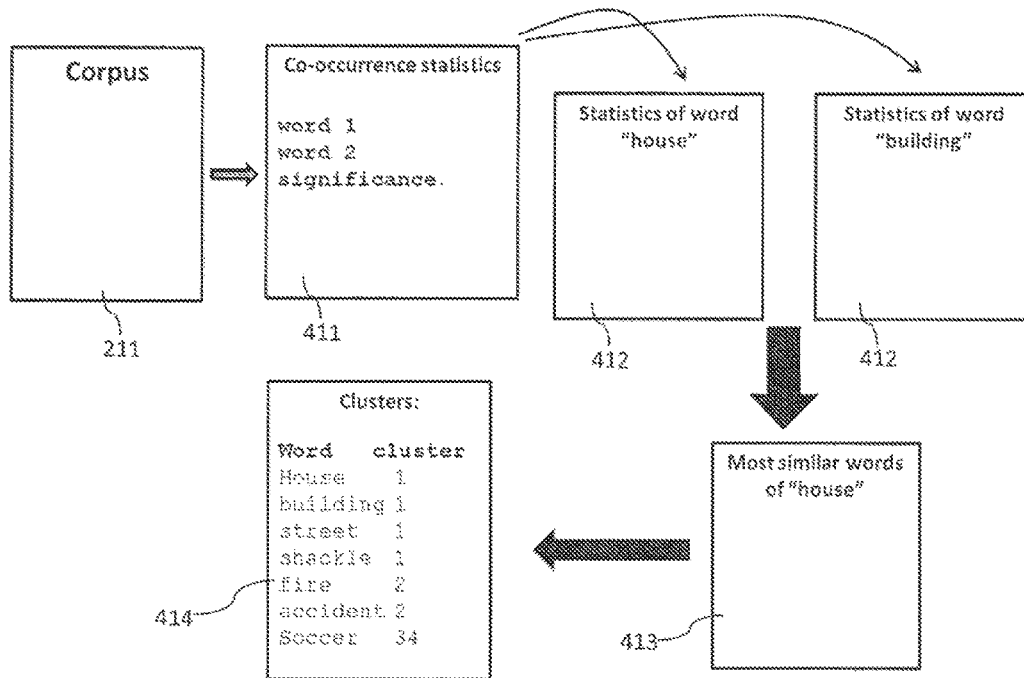 Corpus
Co-occurrence statistics
word 1
word 2
significance.
Statistics of word
"house"
Statistics of word
"building"
211
411
412
412
Most similar words
of "house"
413
Clusters:
Word cluster
House 1
building 1
street 1
shackle 1
fire 2
accident 2
Soccer 34
414